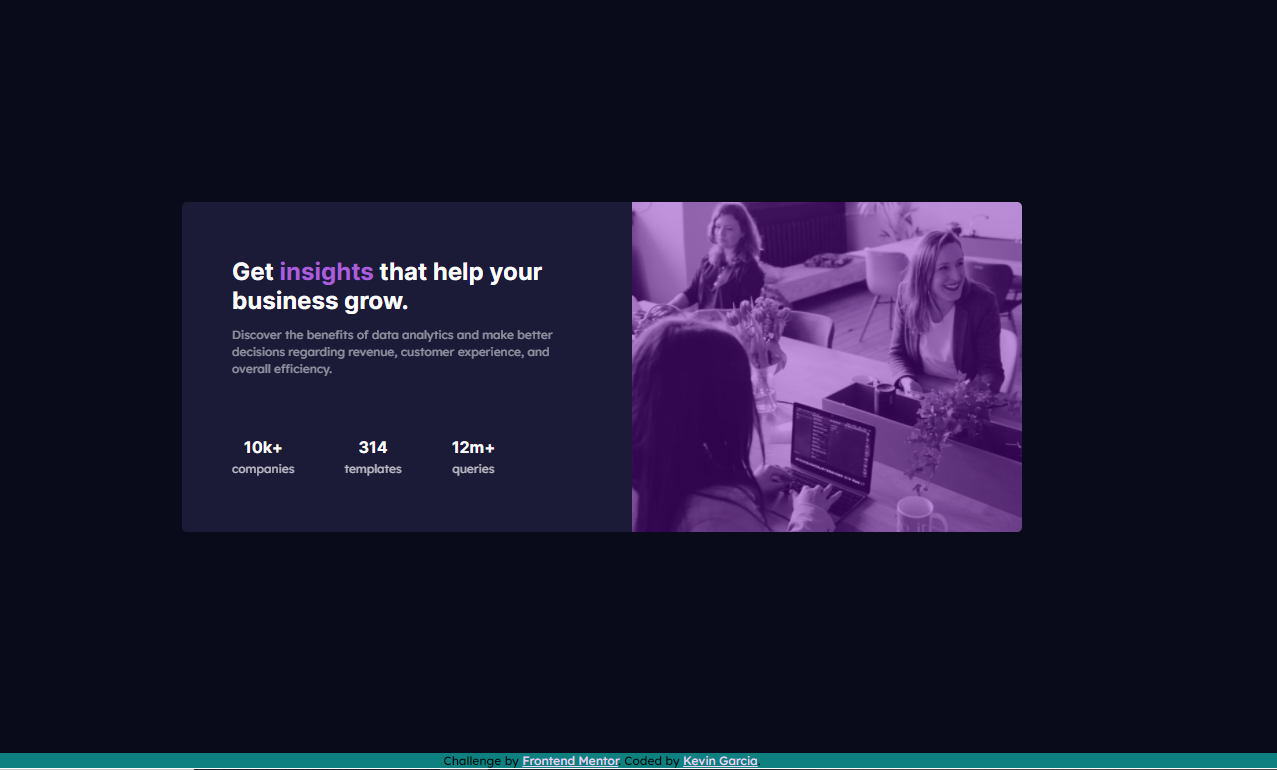 Get insights that help your
business grow.
Discover the benefits of data analytics and make better
decisions regarding revenue, customer experience, and
overall efficiency.
10k+ 314 12m+
companies templates queries
Challenge by Frontend Mentor. Coded by Kevin Garcia.